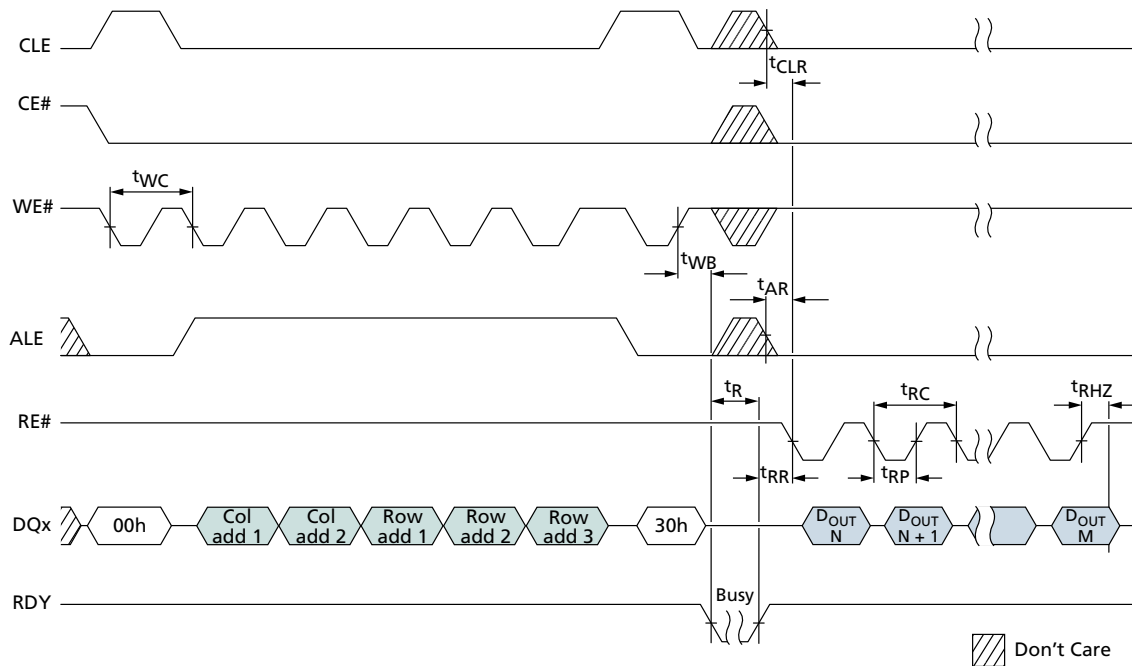 CLE
tCLR
CE#
tWC
WE#
tWB
tAR
ALE
tR
tRC
tRHZ
RE#
tRR
tRP
DQx
00h
Col
add 1
Col
add 2
Row
add 1
Row
add 2
Row
add 3
30h
DOUT
N
DOUT
N + 1
DOUT
M
RDY
Busy
Don't Care